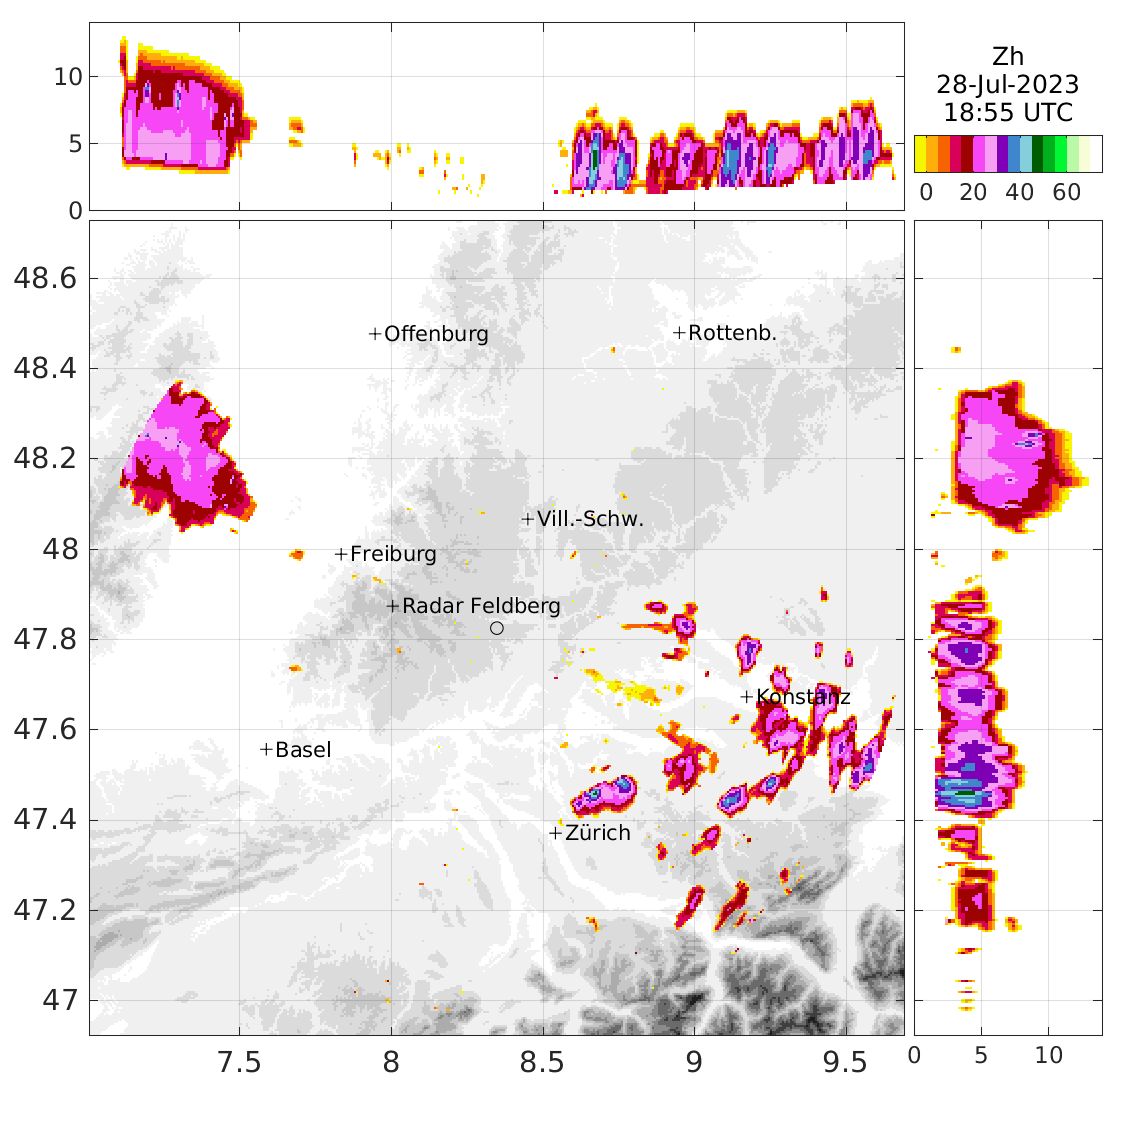 10
5
0
Zh
28-Jul-2023
18:55 UTC
0 20 40 60
48.6
48.4
48.2
48
47.8
47.6
47.4
47.2
47
Offenburg
Rottenb.
Vill.-Schw.
Freiburg
Radar Feldberg
Konstanz
Basel
Zürich
7.5 8 8.5 9 9.5
0 5 10